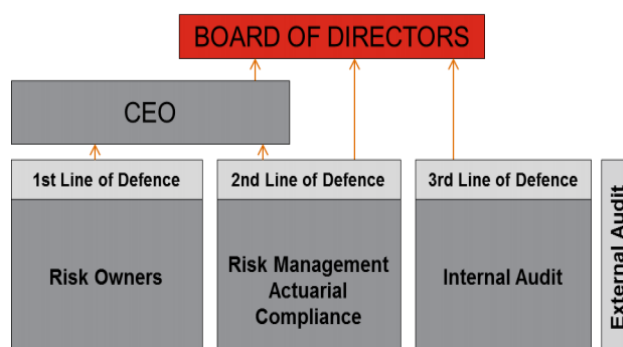 BOARD OF DIRECTORS
CEO
1st Line of Defence
2nd Line of Defence
3rd Line of Defence
Risk Owners
Risk Management
Actuarial
Compliance
Internal Audit
External Audit